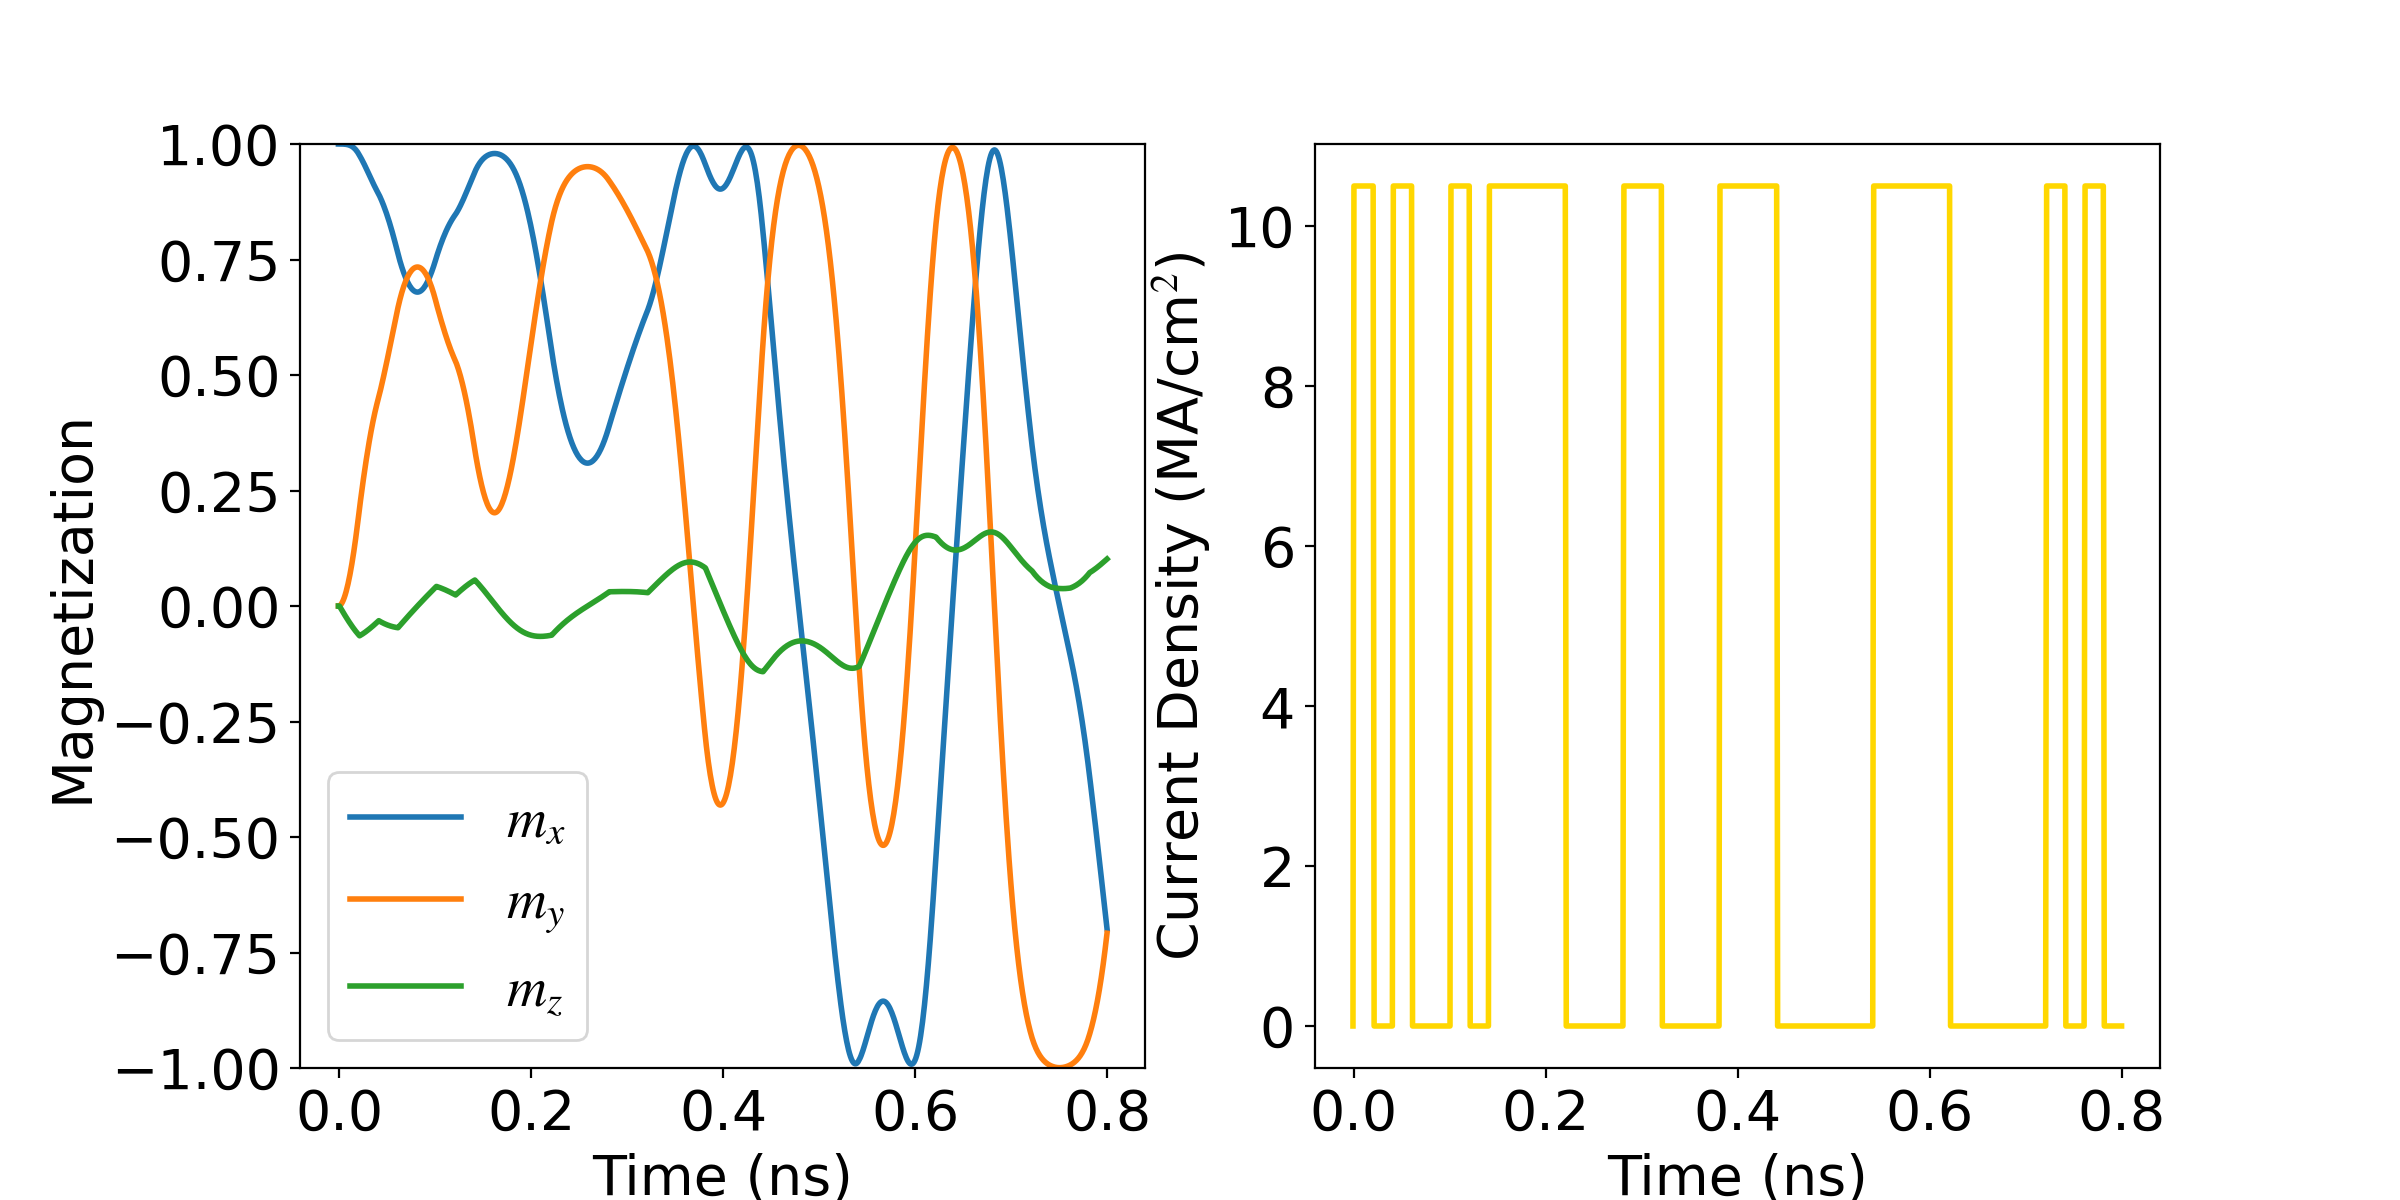 Magnetization
1.00
0.75
0.50
0.25
0.00
−0.25
−0.50
−0.75
−1.00
0.0 0.2 0.4 0.6 0.8
Time (ns)
m_x
m_y
m_z
Current Density (MA/cm²)
10
8
6
4
2
0
0.0 0.2 0.4 0.6 0.8
Time (ns)